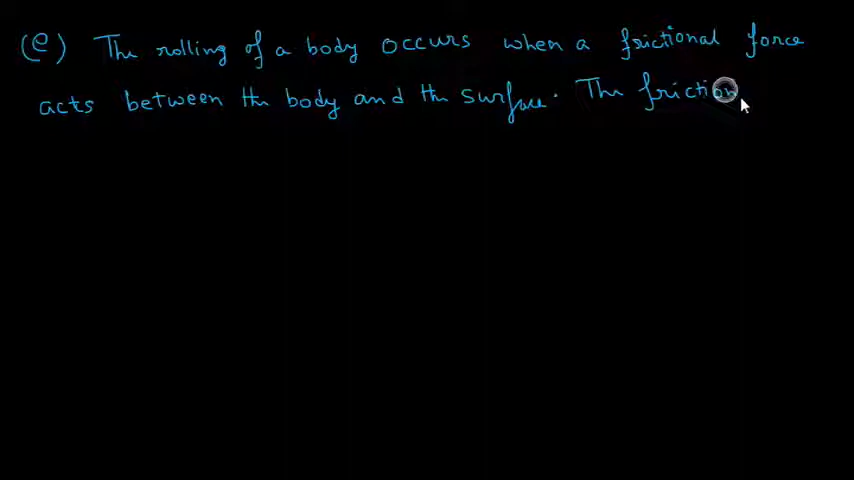 (e) The rolling of a body occurs when a frictional force
acts between the body and the surface. The friction